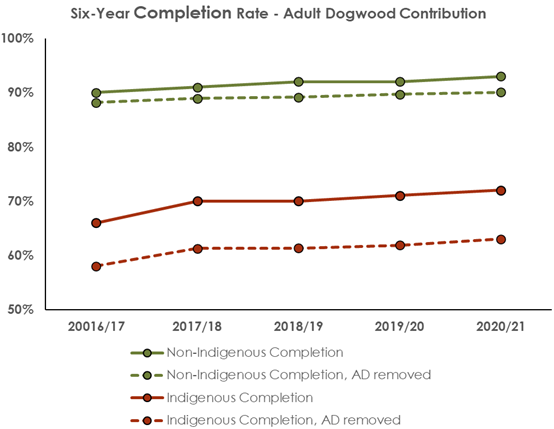 Six-Year Completion Rate - Adult Dogwood Contribution
100%
90%
80%
70%
60%
50%
20016/17 2017/18 2018/19 2019/20 2020/21
Non-Indigenous Completion
Non-Indigenous Completion, AD removed
Indigenous Completion
Indigenous Completion, AD removed